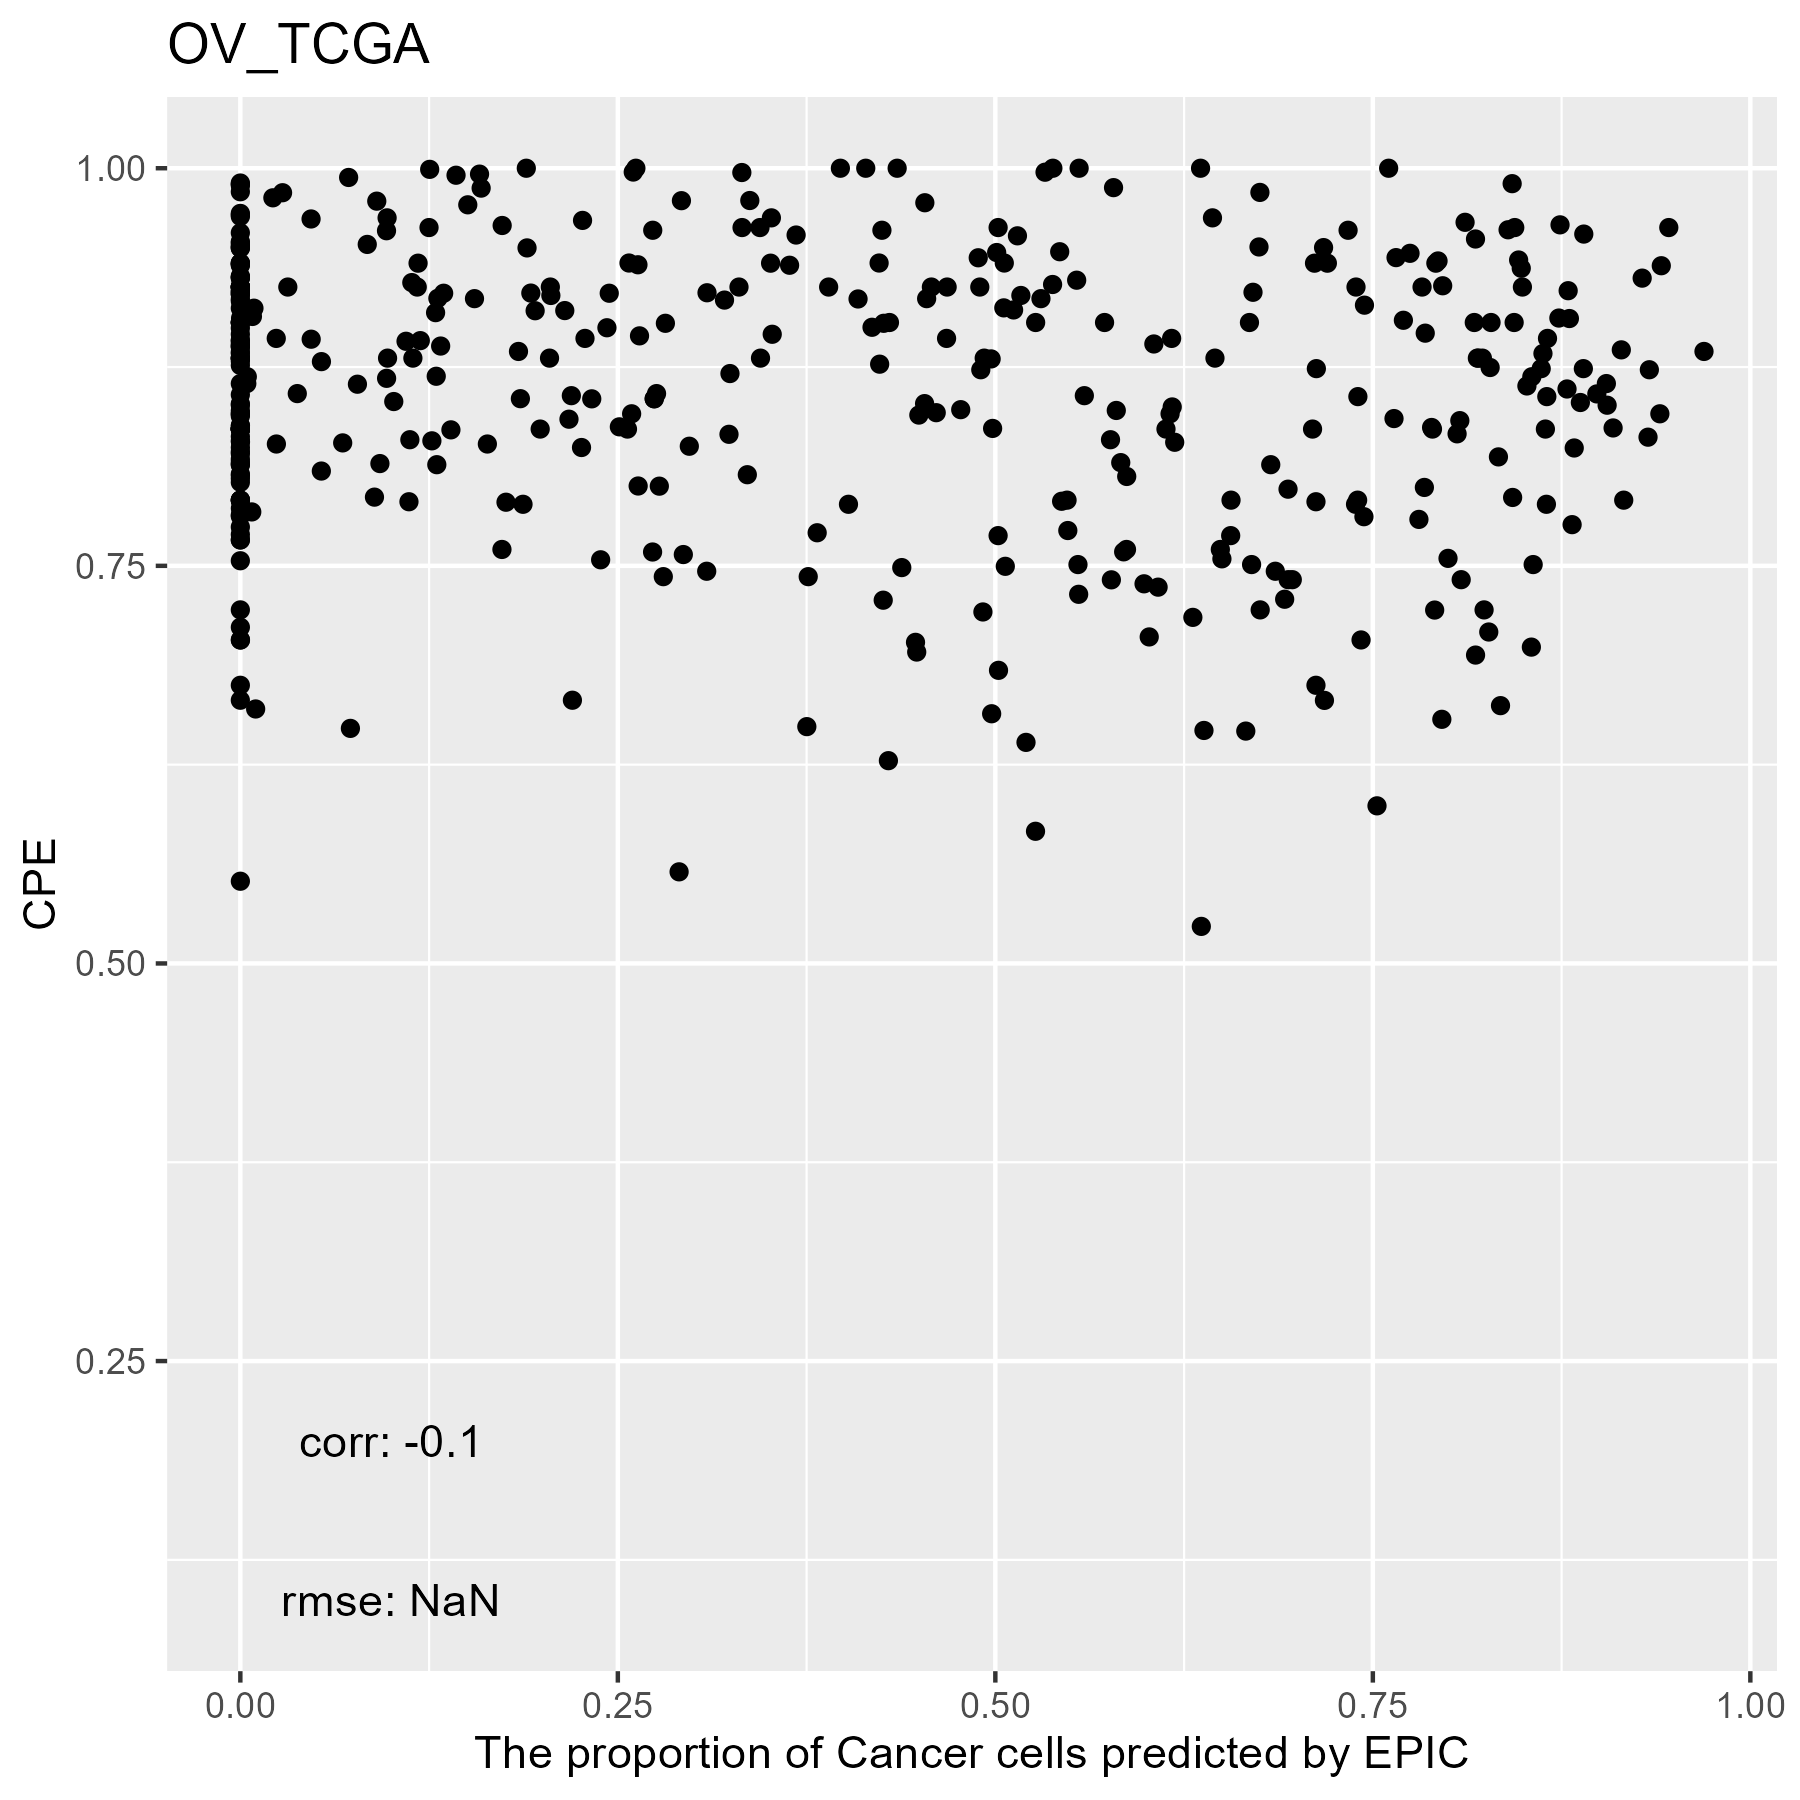 OV_TCGA
1.00
0.75
0.50
0.25
CPE
corr: -0.1
rmse: NaN
0.00 0.25 0.50 0.75 1.00
The proportion of Cancer cells predicted by EPIC